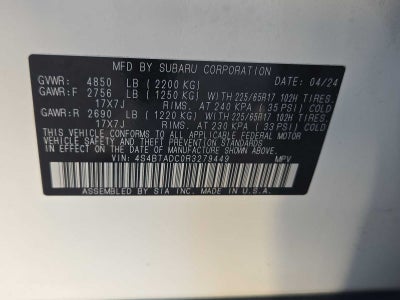 MFD BY SUBARU CORPORATION
GVWR: 4850 LB (2200 KG) DATE: 04/24
GAWR:F 2756 LB (1250 KG) WITH 225/65R17 102H TIRES,
17X7J RIMS, AT 240 KPA (35 PSI) COLD
GAWR:R 2690 LB (1220 KG) WITH 225/65R17 102H TIRES,
17X7J RIMS, AT 230 KPA (33 PSI) COLD
THIS VEHICLE CONFORMS TO ALL APPLICABLE FEDERAL MOTOR
VEHICLE SAFETY AND THEFT PREVENTION STANDARDS
IN EFFECT ON THE DATE OF MANUFACTURE SHOWN ABOVE.
VIN: 4S4BTADC0R3279449 MPV
ASSEMBLED BY SIA INC. MADE IN U.S.A.